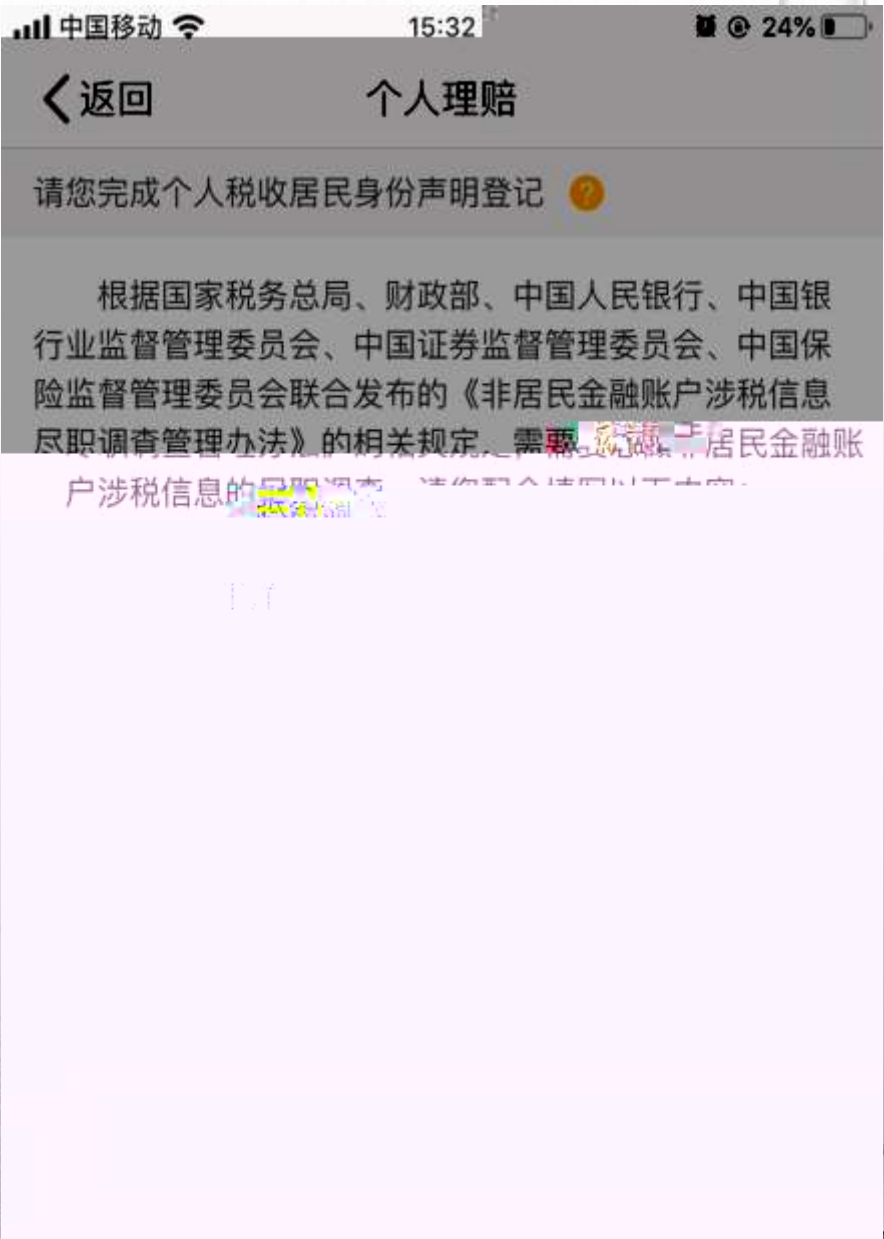 中国移动 15:32 24%
返回 个人理赔
请您完成个人税收居民身份声明登记 ?
根据国家税务总局、财政部、中国人民银行、中国银
行业监督管理委员会、中国证券监督管理委员会、中国保
险监督管理委员会联合发布的《非居民金融账户涉税信息
尽职调查管理办法》的相关规定，需要 非居民金融账
户涉税信息的